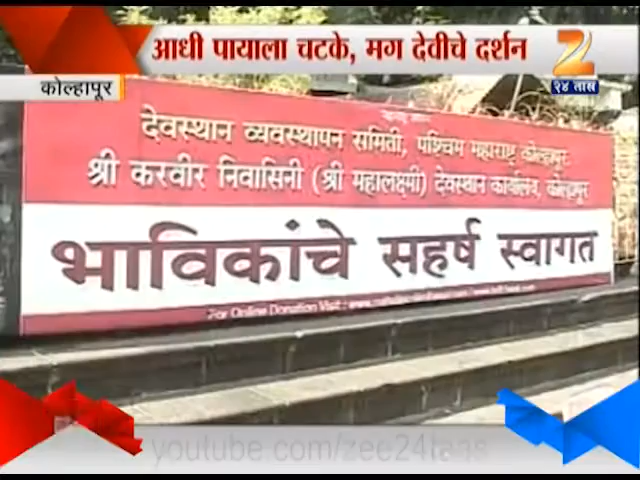 आधी पायाला चटके, मग देवीचे दर्शन
२४ तास
कोल्हापूर
देवस्थान व्यवस्थापन समिती, पश्चिम महाराष्ट्र कोल्हापूर
श्री करवीर निवासिनी (श्री महालक्ष्मी) देवस्थान कार्यालय, कोल्हापूर
भाविकांचे सहर्ष स्वागत
For Online Donation Visit :
youtube.com/zee24taas